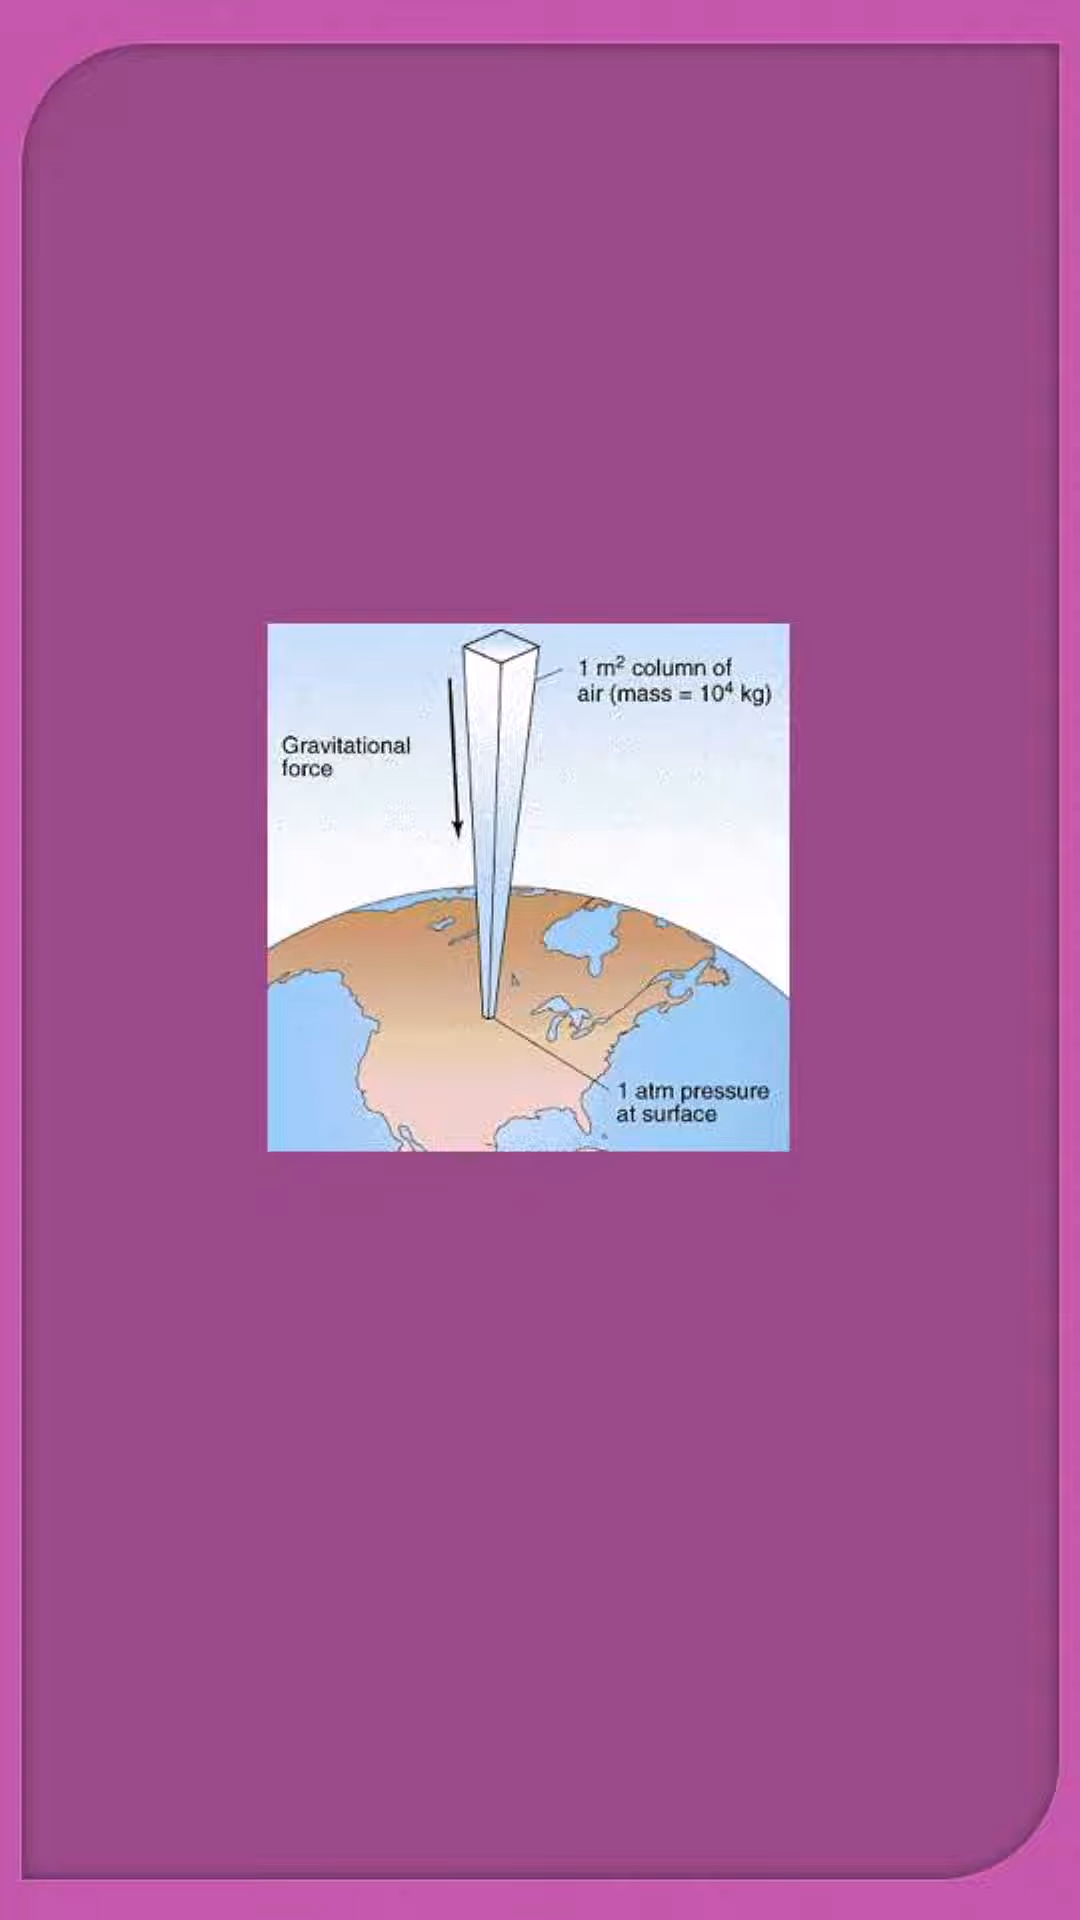 1 m² column of
air (mass = 10⁴ kg)
Gravitational
force
1 atm pressure
at surface